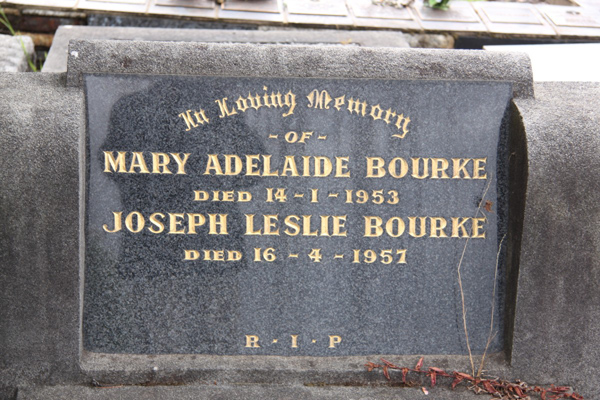 In Loving Memory
- OF -
MARY ADELAIDE BOURKE
DIED 14-1-1953
JOSEPH LESLIE BOURKE
DIED 16-4-1957
R·I·P